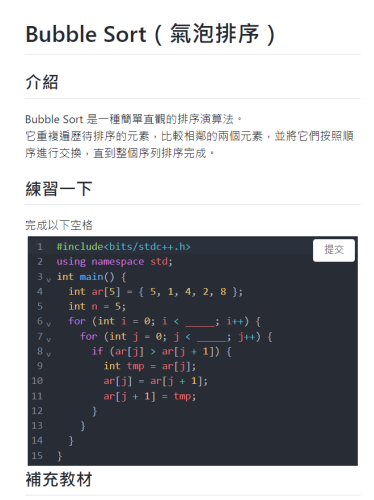 Bubble Sort ( 氣泡排序 )
介紹
Bubble Sort 是一種簡單直觀的排序演算法。
它重複遍歷待排序的元素，比較相鄰的兩個元素，並將它們按照順
序進行交換，直到整個序列排序完成。
練習一下
完成以下空格
提交
1 #include<bits/stdc++.h>
2 using namespace std;
3 int main() {
4 int ar[5] = { 5, 1, 4, 2, 8 };
5 int n = 5;
6 for (int i = 0; i < _____; i++) {
7 for (int j = 0; j < _____; j++) {
8 if (ar[j] > ar[j + 1]) {
9 int tmp = ar[j];
10 ar[j] = ar[j + 1];
11 ar[j + 1] = tmp;
12 }
13 }
14 }
15 }
補充教材